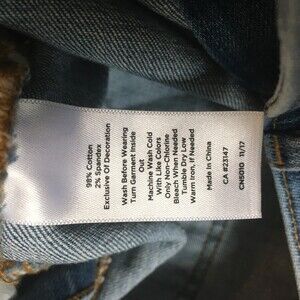 99% Cotton
2% Spandex
Exclusive Of Decoration
Wash Before Wearing
Turn Garment Inside
Out
Machine Wash Cold
With Like Colors
Only Non-Chlorine
Bleach When Needed
Tumble Dry Low
Warm Iron, If Needed
Made In China
CA #23147
CN5010 11/17